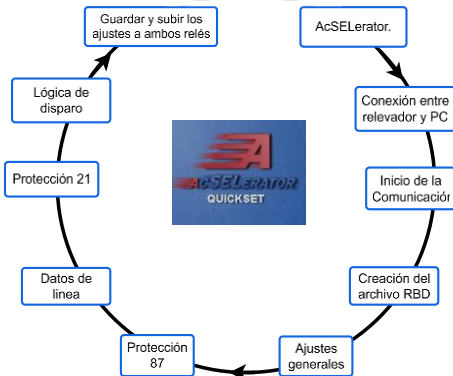 AcSELerator.
Conexión entre
relevador y PC
Inicio de la
Comunicación
Creación del
archivo RBD
Ajustes
generales
Protección
87
Datos de
linea
Protección 21
Lógica de
disparo
Guardar y subir los
ajustes a ambos relés
A
ACSELERATOR
QUICKSET